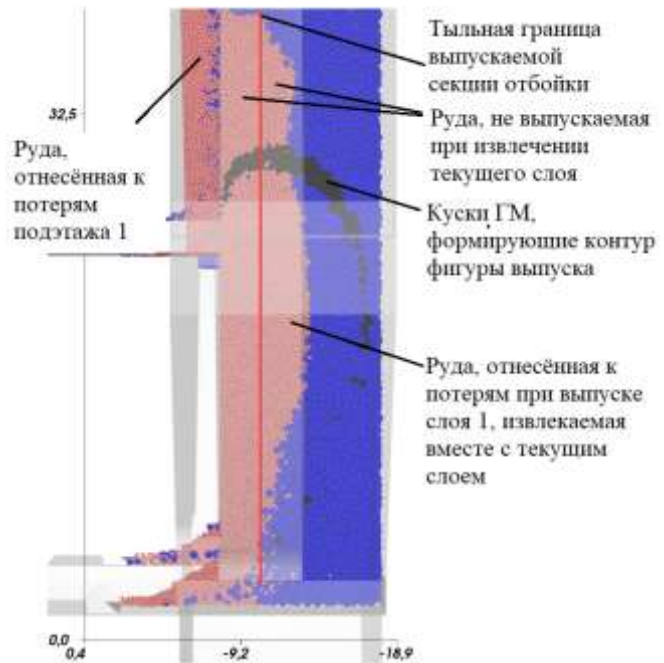 Тыльная граница
выпускаемой
секции отбойки
32,5
Руда, не выпускаемая
при извлечении
текущего слоя
Руда,
отнесённая к
потерям
подэтажа 1
Куски ГМ,
формирующие контур
фигуры выпуска
Руда, отнесённая к
потерям при выпуске
слоя 1, извлекаемая
вместе с текущим
слоем
0,0
0,4
-9,2
-18,9